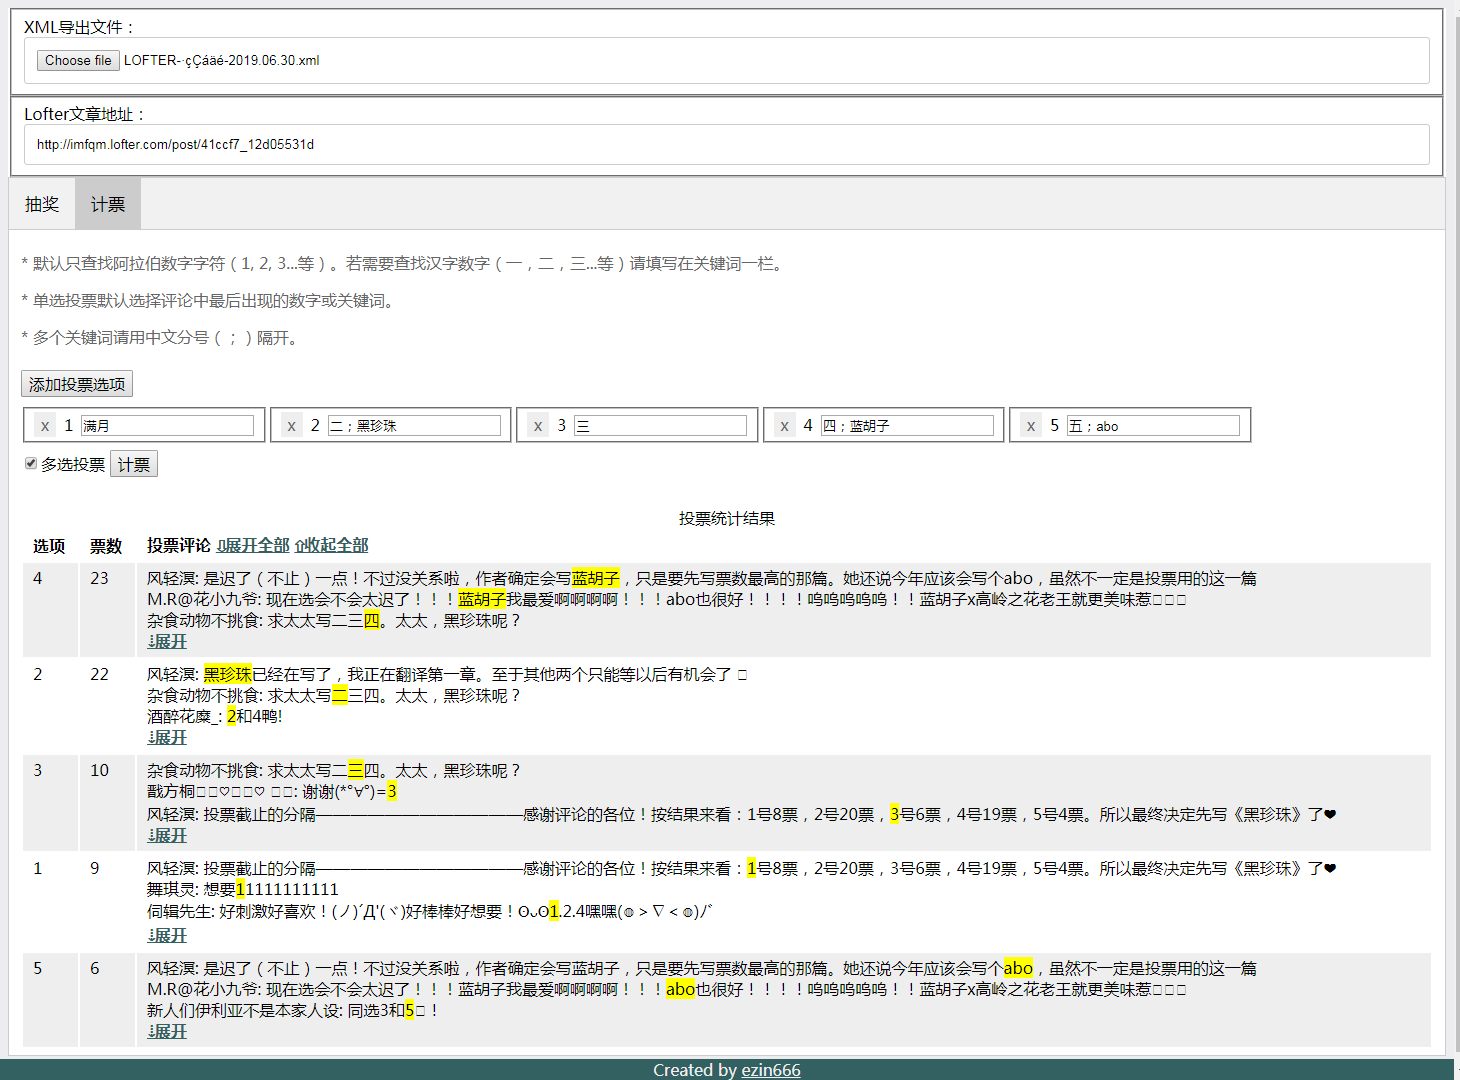 XML导出文件：
Choose file LOFTER-·çÇáäé-2019.06.30.xml
Lofter文章地址：
http://imfqm.lofter.com/post/41ccf7_12d05531d
抽奖 计票
* 默认只查找阿拉伯数字字符（1, 2, 3...等）。若需要查找汉字数字（一，二，三...等）请填写在关键词一栏。
* 单选投票默认选择评论中最后出现的数字或关键词。
* 多个关键词请用中文分号（；）隔开。
添加投票选项
x 1 满月 x 2 二；黑珍珠 x 3 三 x 4 四；蓝胡子 x 5 五；abo
多选投票 计票
投票统计结果
选项 票数 投票评论 ⇩展开全部 ⇧收起全部
4 23 风轻溟: 是迟了（不止）一点！不过没关系啦，作者确定会写蓝胡子，只是要先写票数最高的那篇。她还说今年应该会写个abo，虽然不一定是投票用的这一篇
M.R@花小九爷: 现在选会不会太迟了！！！蓝胡子我最爱啊啊啊啊！！！abo也很好！！！！呜呜呜呜呜！！蓝胡子x高岭之花老王就更美味惹
杂食动物不挑食: 求太太写二三四。太太，黑珍珠呢？
↓展开
2 22 风轻溟: 黑珍珠已经在写了，我正在翻译第一章。至于其他两个只能等以后有机会了
杂食动物不挑食: 求太太写二三四。太太，黑珍珠呢？
酒醉花糜_: 2和4鸭!
↓展开
3 10 杂食动物不挑食: 求太太写二三四。太太，黑珍珠呢？
戬方桐♡♡: 谢谢(*°∀°)=3
风轻溟: 投票截止的分隔—————————————感谢评论的各位！按结果来看：1号8票，2号20票，3号6票，4号19票，5号4票。所以最终决定先写《黑珍珠》了❤
↓展开
1 9 风轻溟: 投票截止的分隔—————————————感谢评论的各位！按结果来看：1号8票，2号20票，3号6票，4号19票，5号4票。所以最终决定先写《黑珍珠》了❤
舞琪灵: 想要11111111111
伺辑先生: 好刺激好喜欢！(ノ)´Д'(ヾ)好棒棒好想要！ʘᴗʘ1.2.4嘿嘿(๏＞∇＜๏)ﾉﾞ
↓展开
5 6 风轻溟: 是迟了（不止）一点！不过没关系啦，作者确定会写蓝胡子，只是要先写票数最高的那篇。她还说今年应该会写个abo，虽然不一定是投票用的这一篇
M.R@花小九爷: 现在选会不会太迟了！！！蓝胡子我最爱啊啊啊啊！！！abo也很好！！！！呜呜呜呜呜！！蓝胡子x高岭之花老王就更美味惹
新人们伊利亚不是本家人设: 同选3和5！
↓展开
Created by ezin666